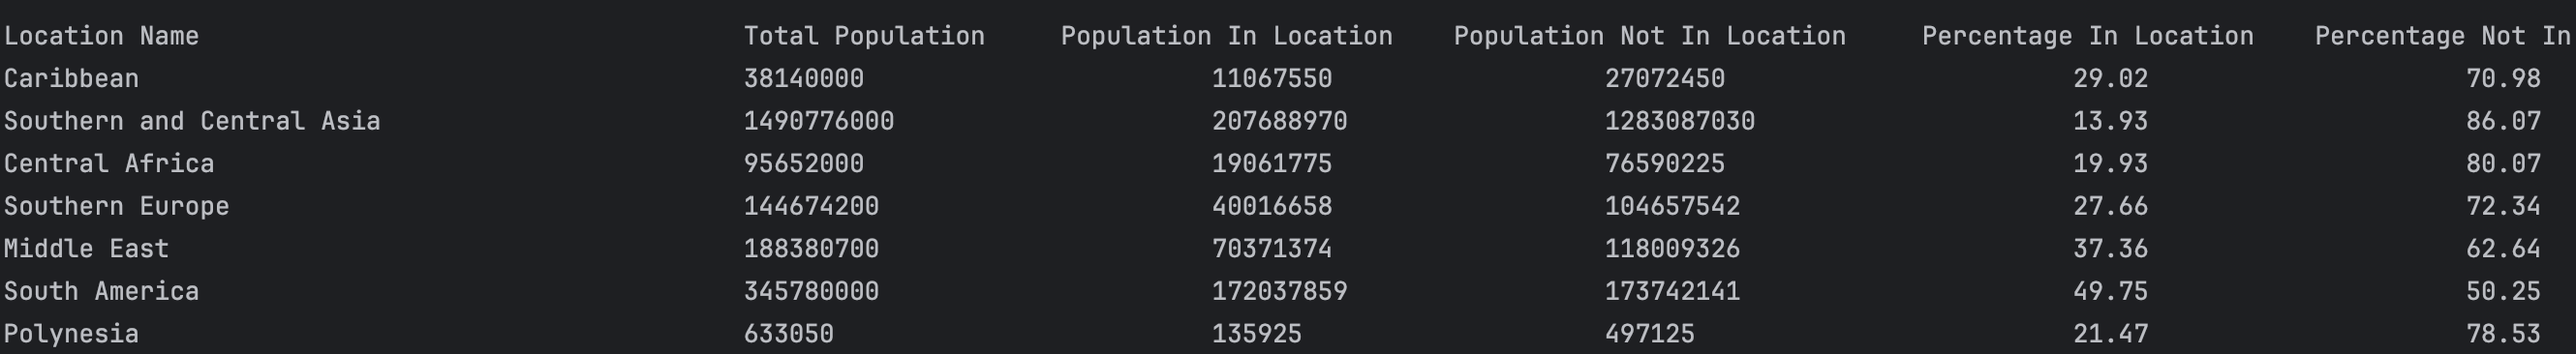 Location Name Total Population Population In Location Population Not In Location Percentage In Location Percentage Not In
Caribbean 38140000 11067550 27072450 29.02 70.98
Southern and Central Asia 1490776000 207688970 1283087030 13.93 86.07
Central Africa 95652000 19061775 76590225 19.93 80.07
Southern Europe 144674200 40016658 104657542 27.66 72.34
Middle East 188380700 70371374 118009326 37.36 62.64
South America 345780000 172037859 173742141 49.75 50.25
Polynesia 633050 135925 497125 21.47 78.53